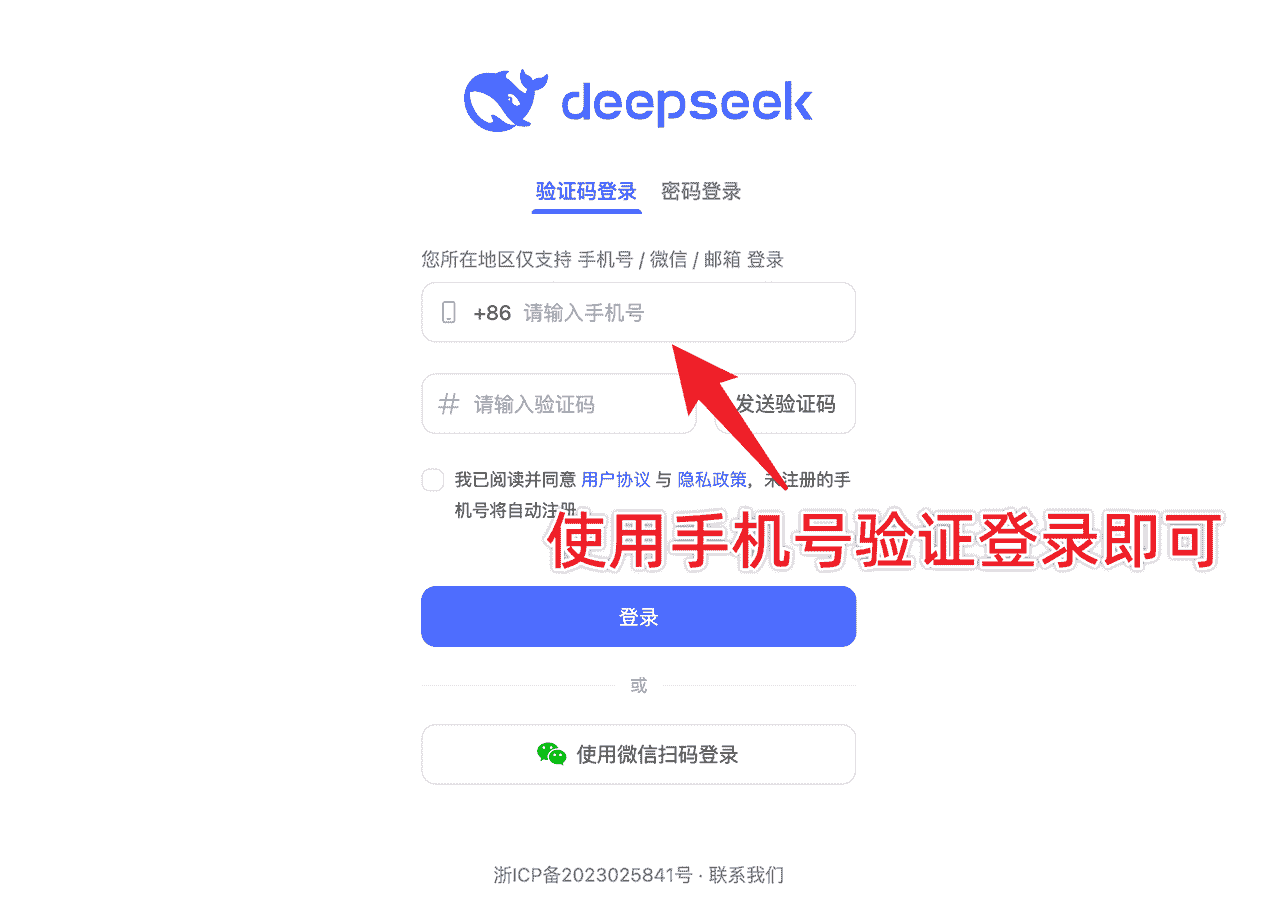 deepseek
验证码登录 密码登录
您所在地区仅支持 手机号 / 微信 / 邮箱 登录
+86 请输入手机号
# 请输入验证码 发送验证码
我已阅读并同意 用户协议 与 隐私政策，未注册的手
机号将自动注册
使用手机号验证登录即可
登录
或
使用微信扫码登录
浙ICP备2023025841号 · 联系我们